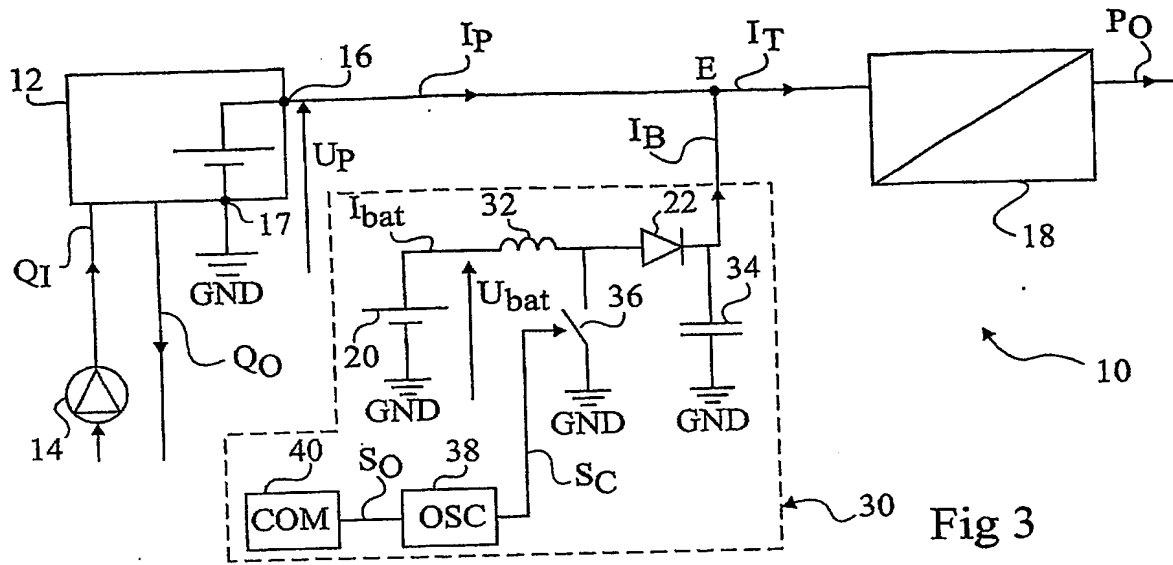 12
16
IP
E
IT
PO
UP
IB
17
Ibat
32
22
18
QI
GND
Ubat
36
34
20
QO
GND
GND
GND
10
14
40
SO
38
SC
COM
OSC
30
Fig 3